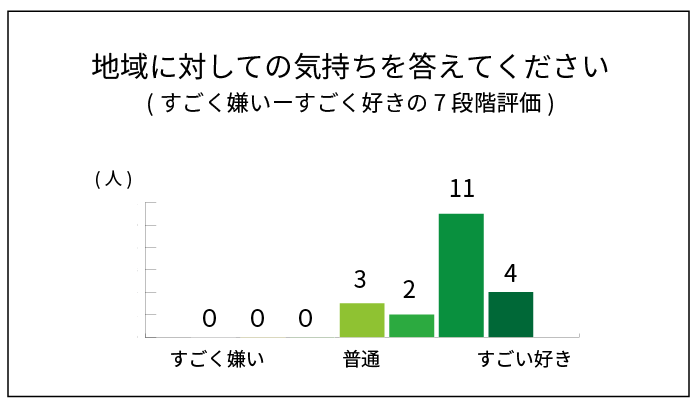 地域に対しての気持ちを答えてください
( すごく嫌いーすごく好きの７段階評価 )
( 人 )
11
3
2
4
0 0 0
すごく嫌い 普通 すごい好き